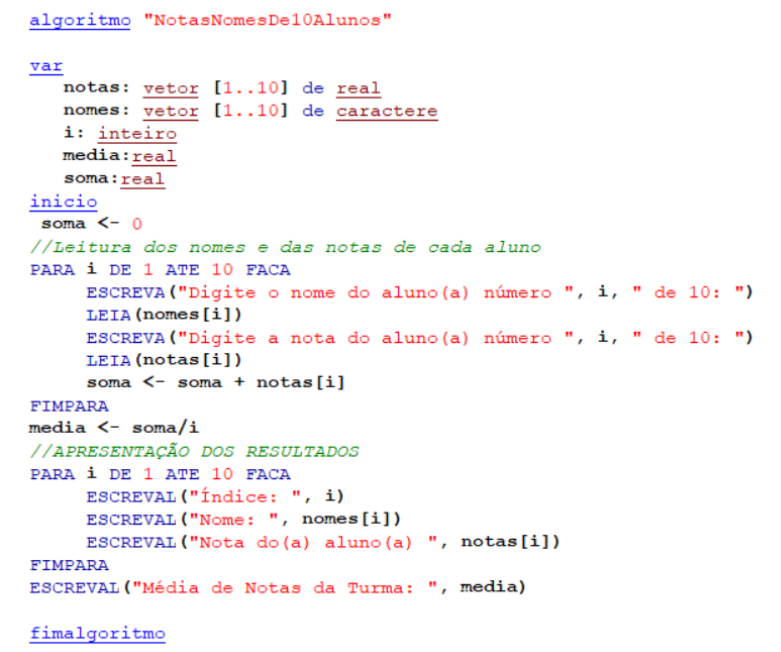 algoritmo "NotasNomesDe10Alunos"
var
notas: vetor [1..10] de real
nomes: vetor [1..10] de caractere
i: inteiro
media:real
soma:real
inicio
soma <- 0
//Leitura dos nomes e das notas de cada aluno
PARA i DE 1 ATE 10 FACA
ESCREVA("Digite o nome do aluno(a) número ", i, " de 10: ")
LEIA(nomes[i])
ESCREVA("Digite a nota do aluno(a) número ", i, " de 10: ")
LEIA(notas[i])
soma <- soma + notas[i]
FIMPARA
media <- soma/i
//APRESENTAÇÃO DOS RESULTADOS
PARA i DE 1 ATE 10 FACA
ESCREVAL("Índice: ", i)
ESCREVAL("Nome: ", nomes[i])
ESCREVAL("Nota do(a) aluno(a) ", notas[i])
FIMPARA
ESCREVAL("Média de Notas da Turma: ", media)
fimalgoritmo